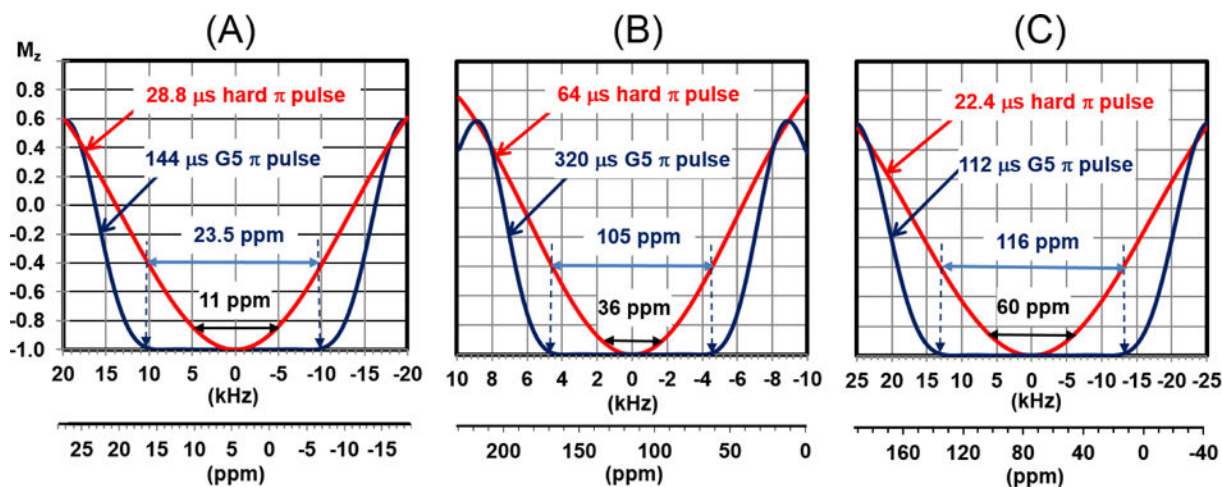 (A) (B) (C)
M_z
0.8
0.6
0.4
0.2
0.0
-0.2
-0.4
-0.6
-0.8
-1.0
28.8 μs hard π pulse
144 μs G5 π pulse
23.5 ppm
11 ppm
20 15 10 5 0 -5 -10 -15 -20
(kHz)
25 20 15 10 5 0 -5 -10 -15
(ppm)
64 μs hard π pulse
320 μs G5 π pulse
105 ppm
36 ppm
10 8 6 4 2 0 -2 -4 -6 -8 -10
(kHz)
200 150 100 50 0
(ppm)
22.4 μs hard π pulse
112 μs G5 π pulse
116 ppm
60 ppm
25 20 15 10 5 0 -5 -10 -15 -20 -25
(kHz)
160 120 80 40 0 -40
(ppm)